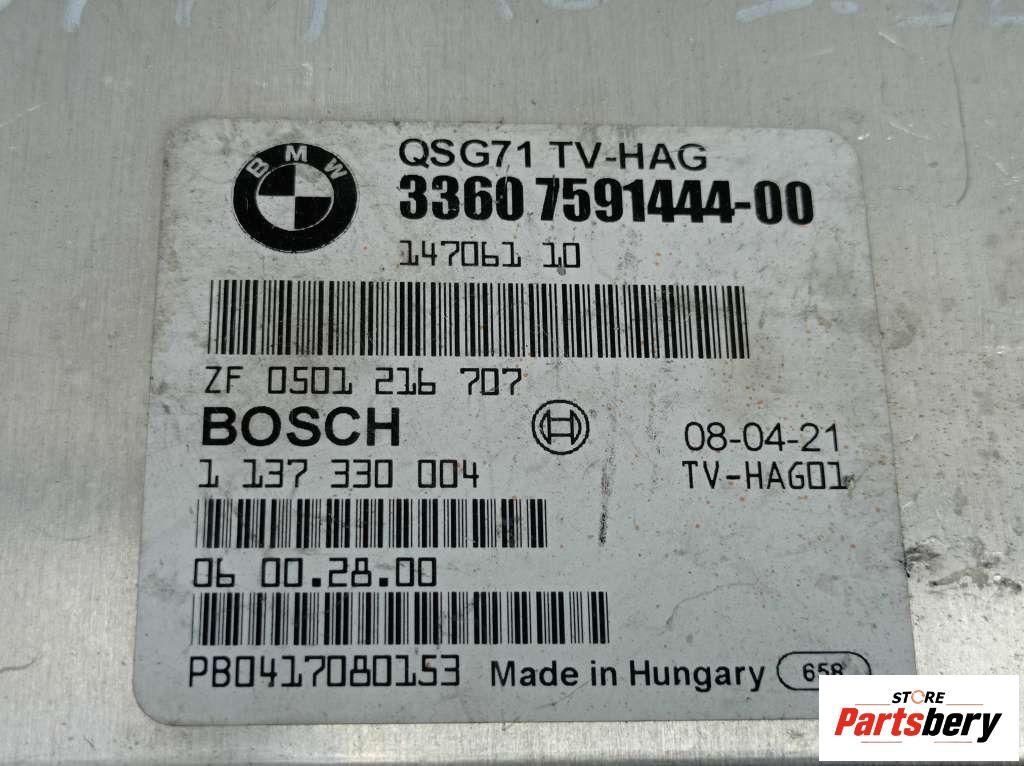 BMW
QSG71 TV-HAG
3360 7591444-00
147061 10
ZF 0501 216 707
BOSCH
08-04-21
1 137 330 004
TV-HAG01
06 00.28.00
PB0417080153
Made in Hungary
658
STORE
Partsbery